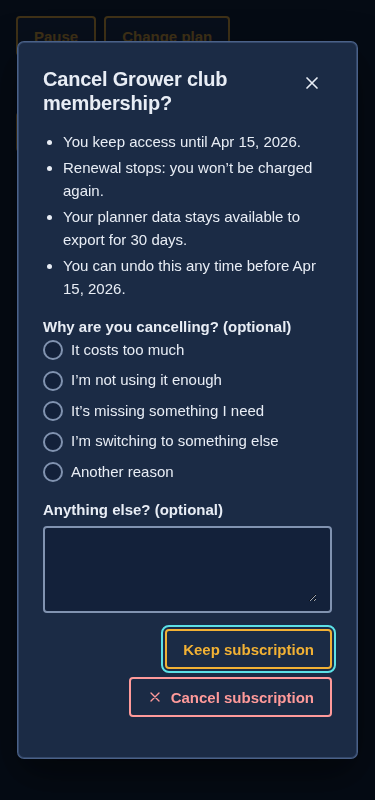 Pause Change plan
Cancel Grower club
membership?
You keep access until Apr 15, 2026.
Renewal stops: you won’t be charged
again.
Your planner data stays available to
export for 30 days.
You can undo this any time before Apr
15, 2026.
Why are you cancelling? (optional)
It costs too much
I’m not using it enough
It’s missing something I need
I’m switching to something else
Another reason
Anything else? (optional)
Keep subscription
Cancel subscription